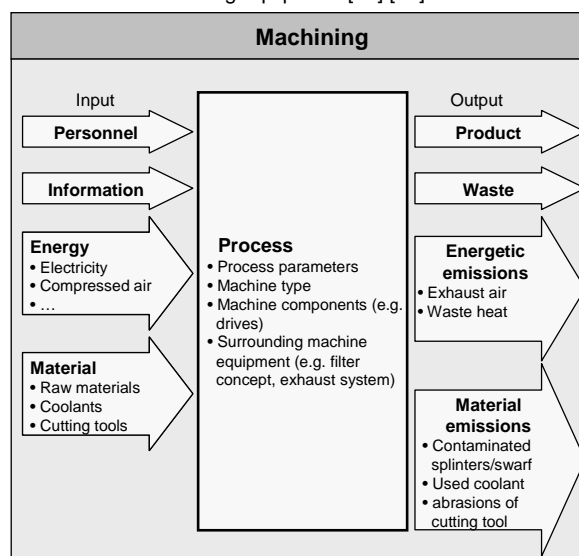 Machining
Input
Personnel
Information
Energy
• Electricity
• Compressed air
• …
Material
• Raw materials
• Coolants
• Cutting tools
Process
• Process parameters
• Machine type
• Machine components (e.g.
drives)
• Surrounding machine
equipment (e.g. filter
concept, exhaust system)
Output
Product
Waste
Energetic
emissions
• Exhaust air
• Waste heat
Material
emissions
• Contaminated
splinters/swarf
• Used coolant
• abrasions of
cutting tool